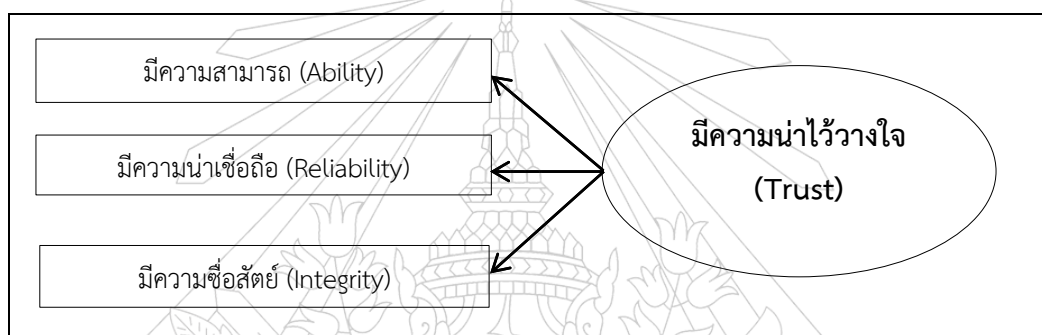 มีความสามารถ (Ability)
มีความน่าเชื่อถือ (Reliability)
มีความซื่อสัตย์ (Integrity)
มีความน่าไว้วางใจ
(Trust)